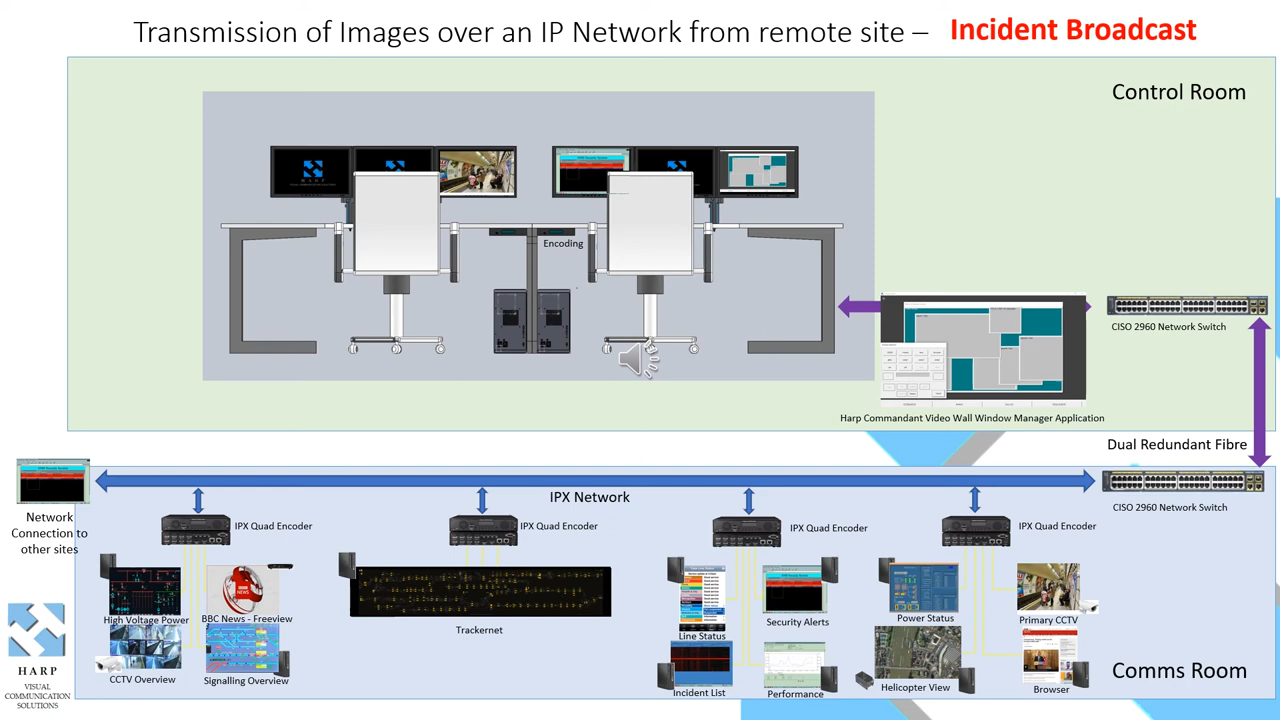 Transmission of Images over an IP Network from remote site – Incident Broadcast
Control Room
HARP
Encoding
CISO 2960 Network Switch
Harp Commandant Video Wall Window Manager Application
Dual Redundant Fibre
IPX Network
CISO 2960 Network Switch
Network
Connection to
other sites
IPX Quad Encoder
IPX Quad Encoder
IPX Quad Encoder
IPX Quad Encoder
NEWS
High Voltage Power
BBC News - Freeview
CCTV Overview
Signalling Overview
Trackernet
Line Status
Security Alerts
Incident List
Performance
Power Status
Primary CCTV
Helicopter View
Browser
Comms Room
HARP
VISUAL
COMMUNICATION
SOLUTIONS